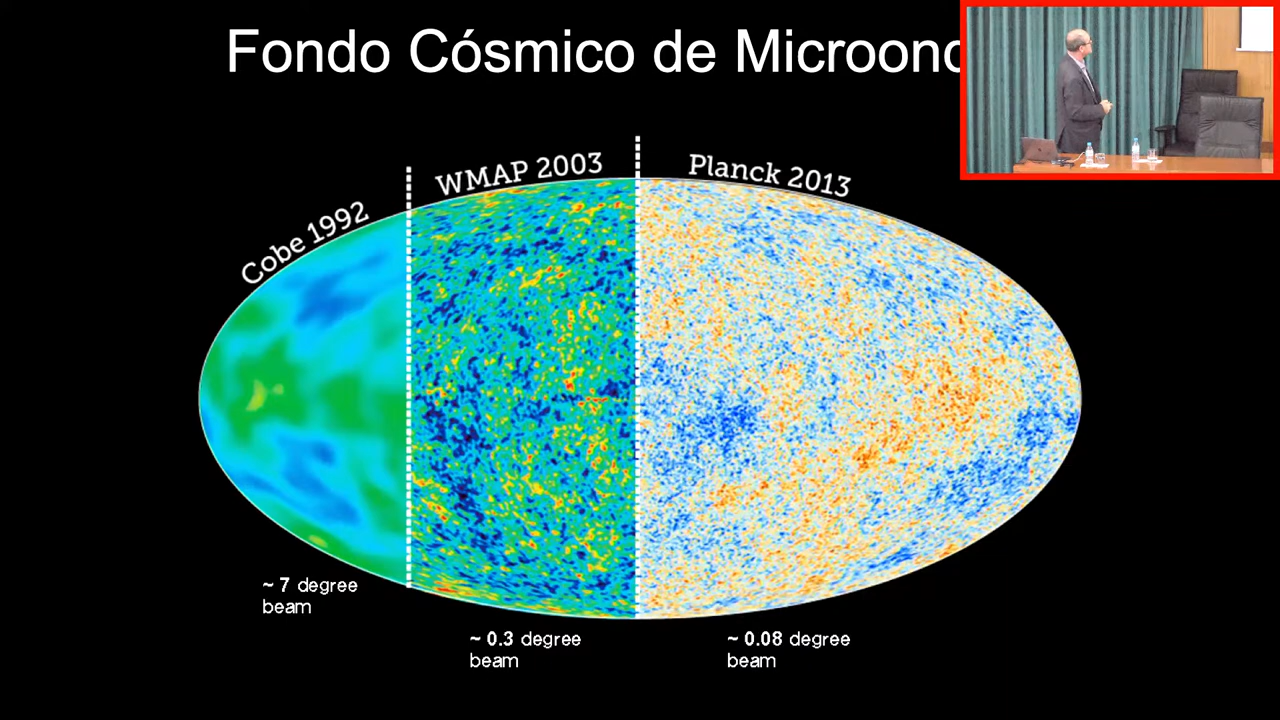 Fondo Cósmico de
Cobe 1992
WMAP 2003
Planck 2013
~ 7 degree
beam
~ 0.3 degree
beam
~ 0.08 degree
beam